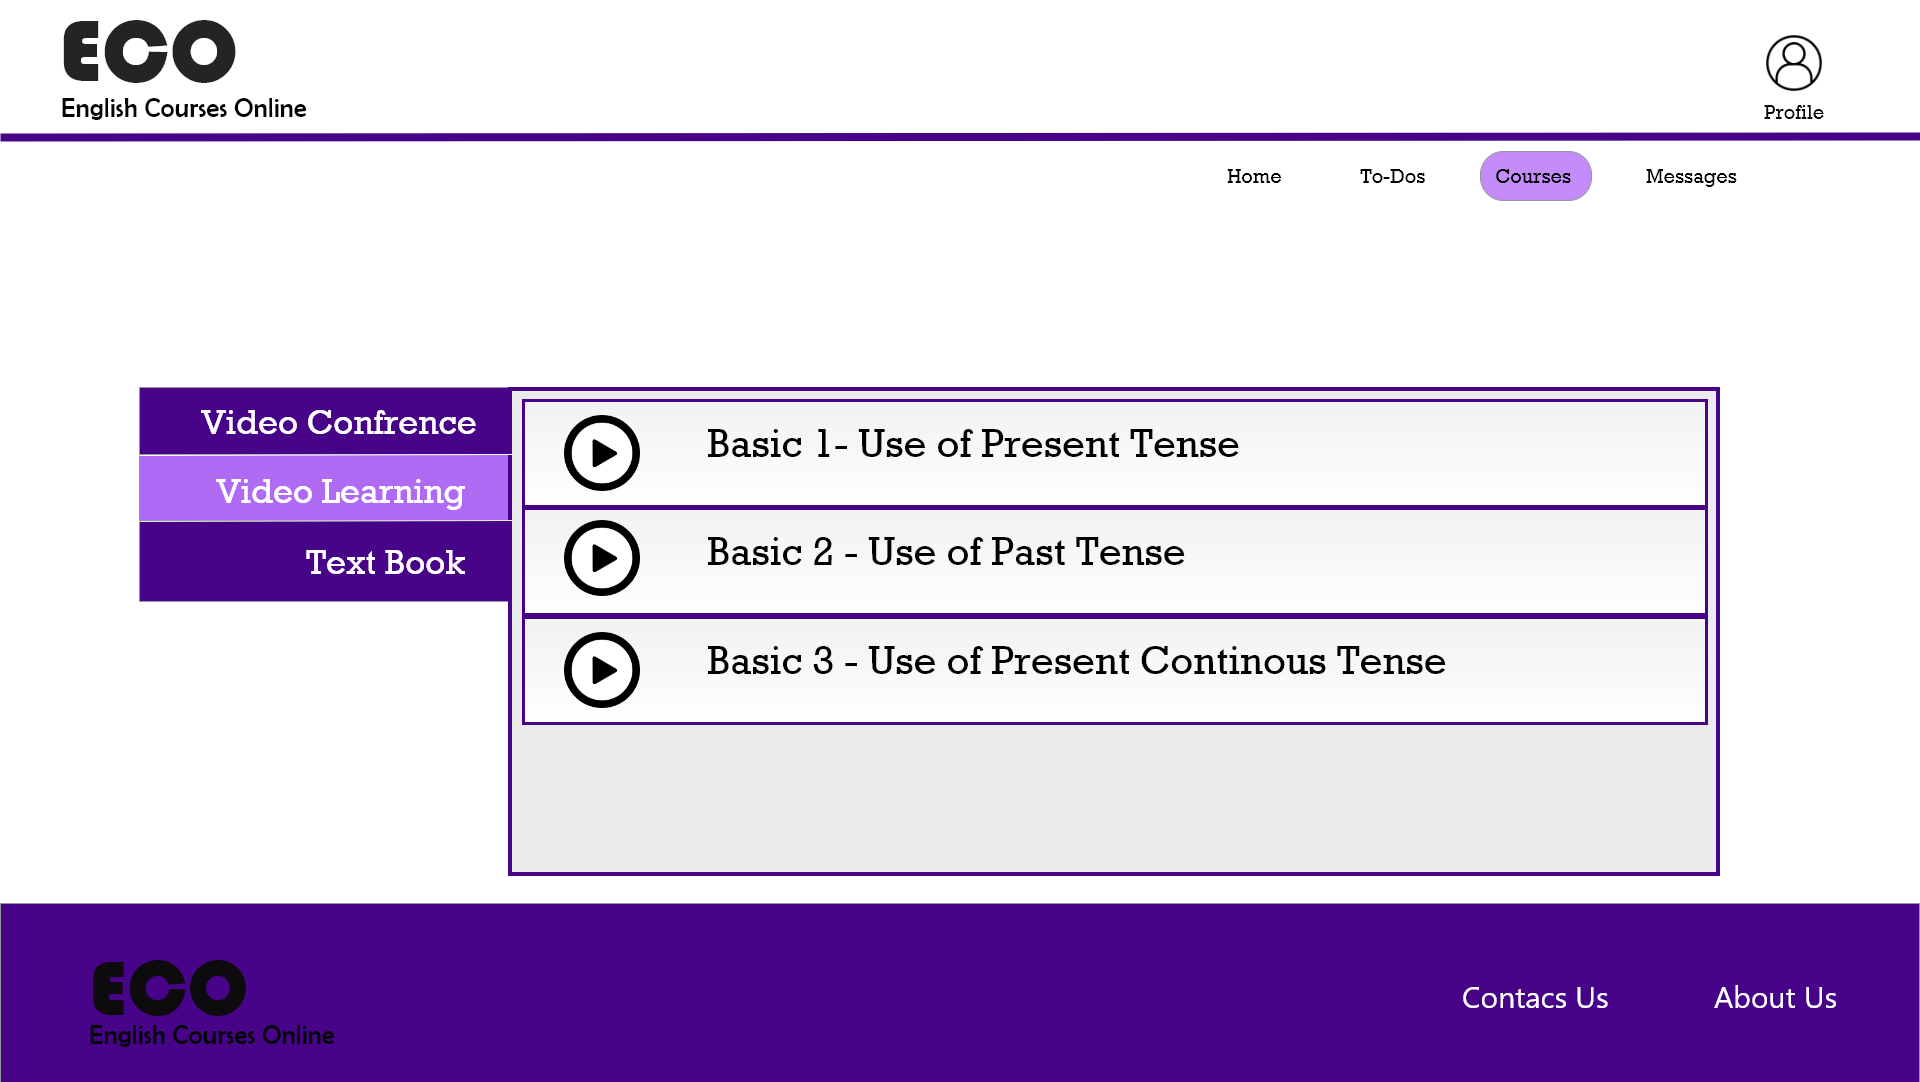 ECO
English Courses Online
Profile
Home To-Dos Courses Messages
Video Confrence
Video Learning
Text Book
Basic 1- Use of Present Tense
Basic 2 - Use of Past Tense
Basic 3 - Use of Present Continous Tense
ECO
English Courses Online
Contacs Us About Us